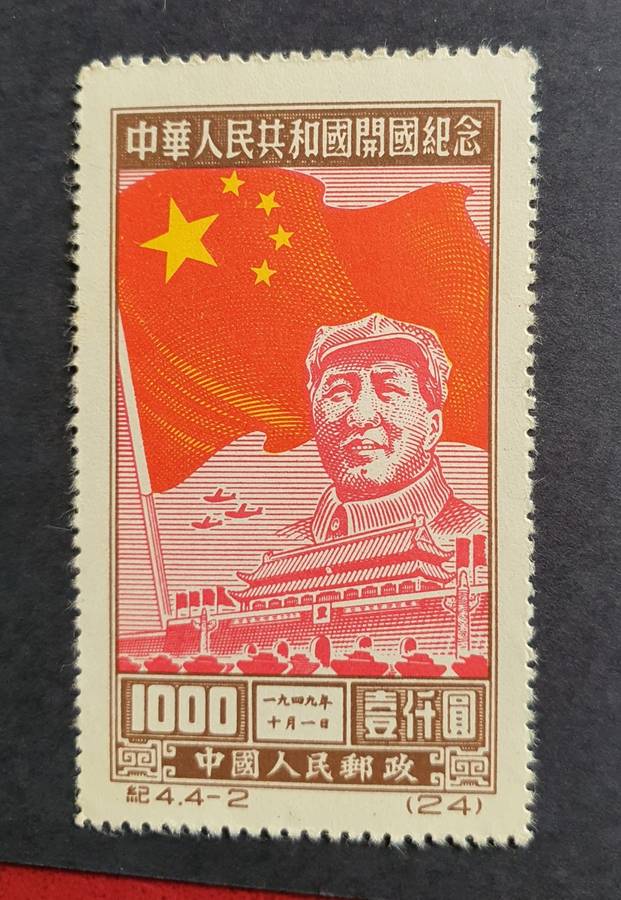 中華人民共和國開國紀念
1000
一九四九年
十月一日
壹仟圓
中國人民郵政
紀4.4-2 (24)